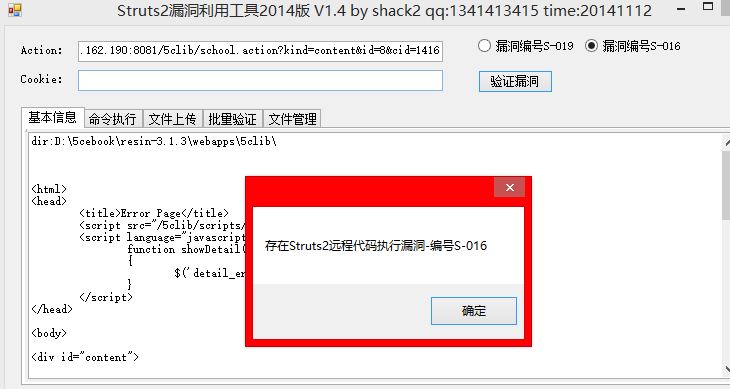 Struts2漏洞利用工具2014版 V1.4 by shack2 qq:1341413415 time:20141112
Action:
.162.190:8081/5clib/school.action?kind=content&id=8&cid=1416
漏洞编号S-019
漏洞编号S-016
Cookie:
验证漏洞
基本信息
命令执行
文件上传
批量验证
文件管理
dir:D:\5cebook\resin-3.1.3\webapps\5clib\
<html>
<head>
<title>Error Page</title>
<script src="/5clib/scripts/
<script language="javascript
function showDetail(
{
$('detail_er
}
</script>
</head>
<body>
<div id="content">
存在Struts2远程代码执行漏洞-编号S-016
确定